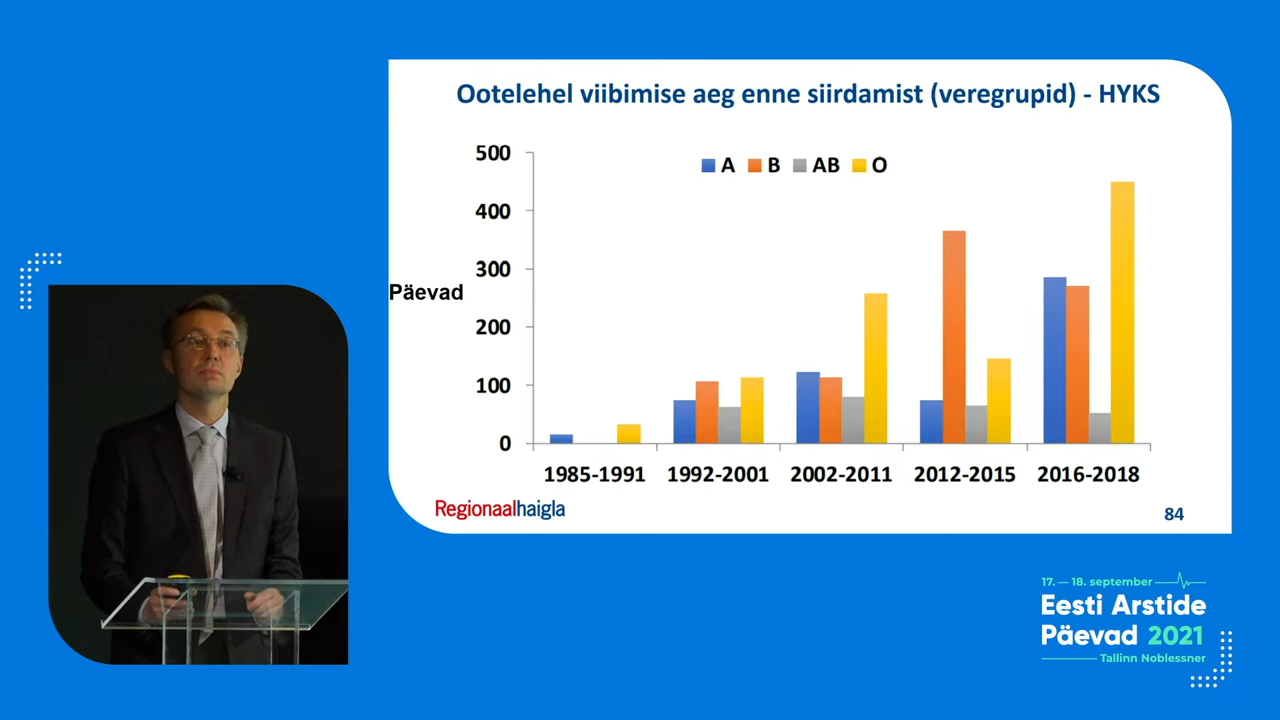 Ootelehel viibimise aeg enne siirdamist (veregrupid) - HYKS
A B AB O
Päevad
500
400
300
200
100
0
1985-1991 1992-2001 2002-2011 2012-2015 2016-2018
Regionaalhaigla
84
17. — 18. september
Eesti Arstide
Päevad 2021
Tallinn Noblessner